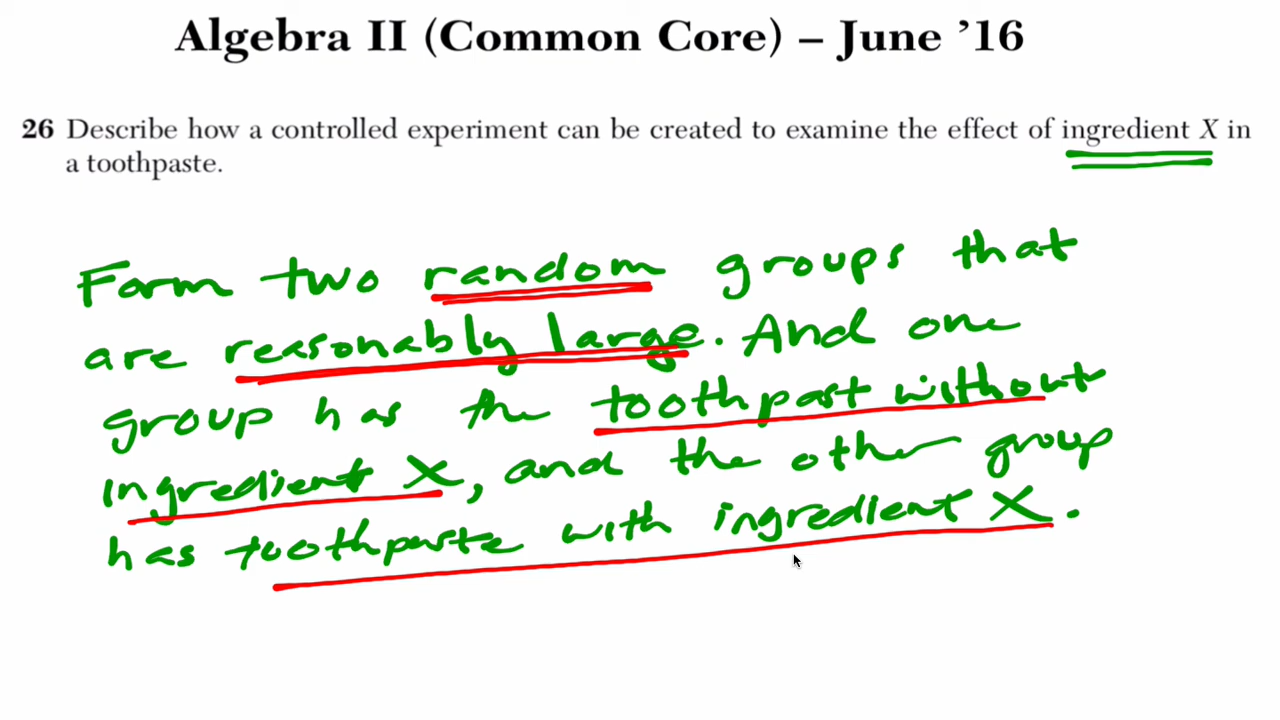 Algebra II (Common Core) – June ’16
26 Describe how a controlled experiment can be created to examine the effect of ingredient X in
a toothpaste.
Form two random groups that
are reasonably large. And one
group has the toothpast without
ingredient X, and the other group
has toothpaste with ingredient X.